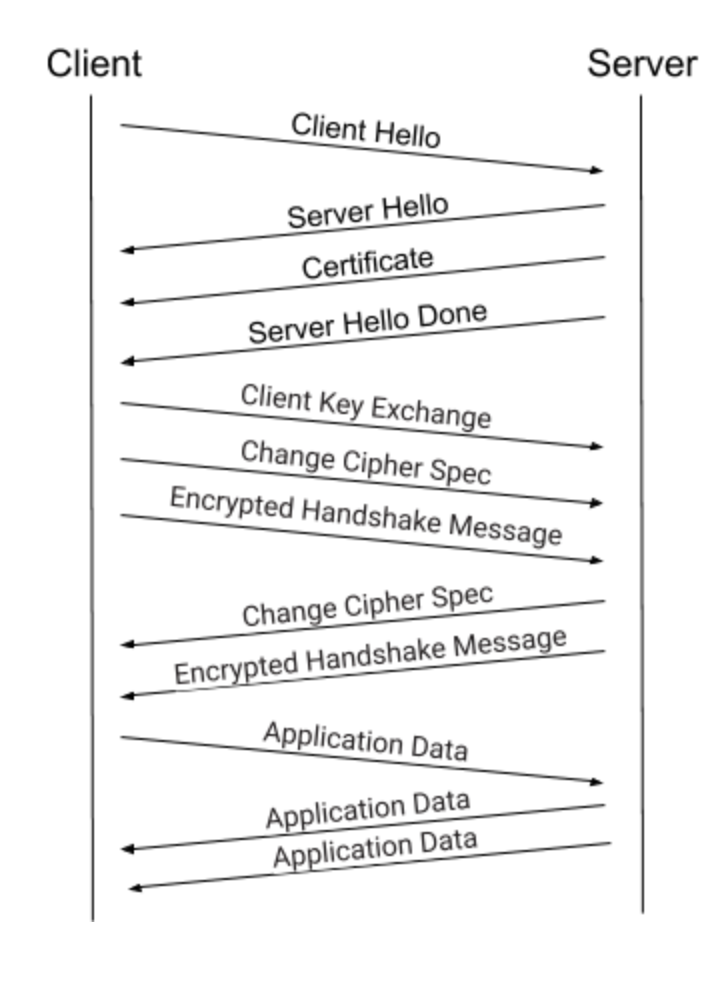 Client
Server
Client Hello
Server Hello
Certificate
Server Hello Done
Client Key Exchange
Change Cipher Spec
Encrypted Handshake Message
Change Cipher Spec
Encrypted Handshake Message
Application Data
Application Data
Application Data